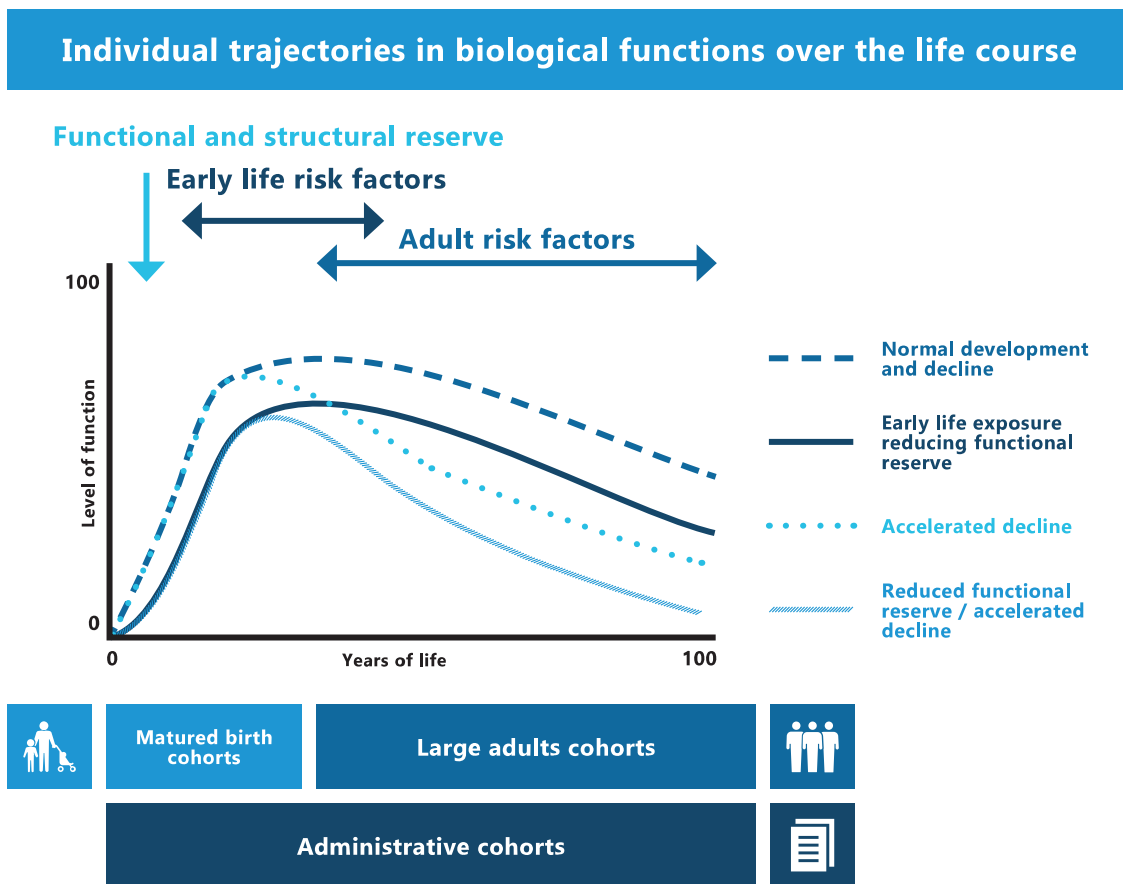 Individual trajectories in biological functions over the life course
Functional and structural reserve
Early life risk factors
Adult risk factors
100
Level of function
0
0
Years of life
100
Normal development
and decline
Early life exposure
reducing functional
reserve
Accelerated decline
Reduced functional
reserve / accelerated
decline
Matured birth
cohorts
Large adults cohorts
Administrative cohorts